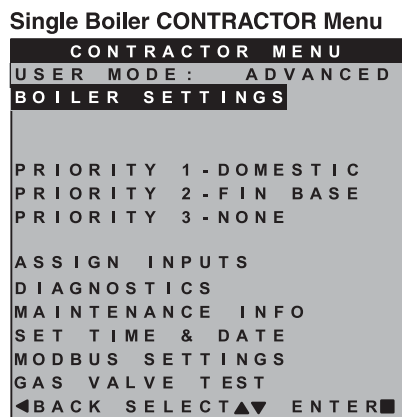 Single Boiler CONTRACTOR Menu
CONTRACTOR MENU
USER MODE: ADVANCED
BOILER SETTINGS
PRIORITY 1-DOMESTIC
PRIORITY 2-FIN BASE
PRIORITY 3-NONE
ASSIGN INPUTS
DIAGNOSTICS
MAINTENANCE INFO
SET TIME & DATE
MODBUS SETTINGS
GAS VALVE TEST
◀BACK SELECT▲▼ ENTER■